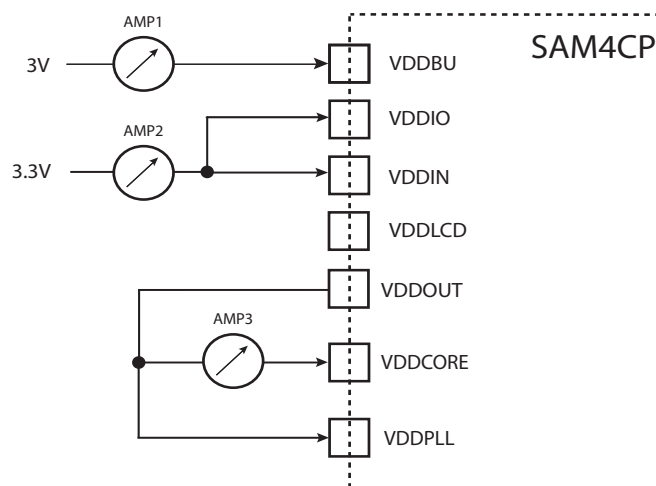 SAM4CP
AMP1
3V
VDDBU
VDDIO
AMP2
3.3V
VDDIN
VDDLCD
VDDOUT
AMP3
VDDCORE
VDDPLL